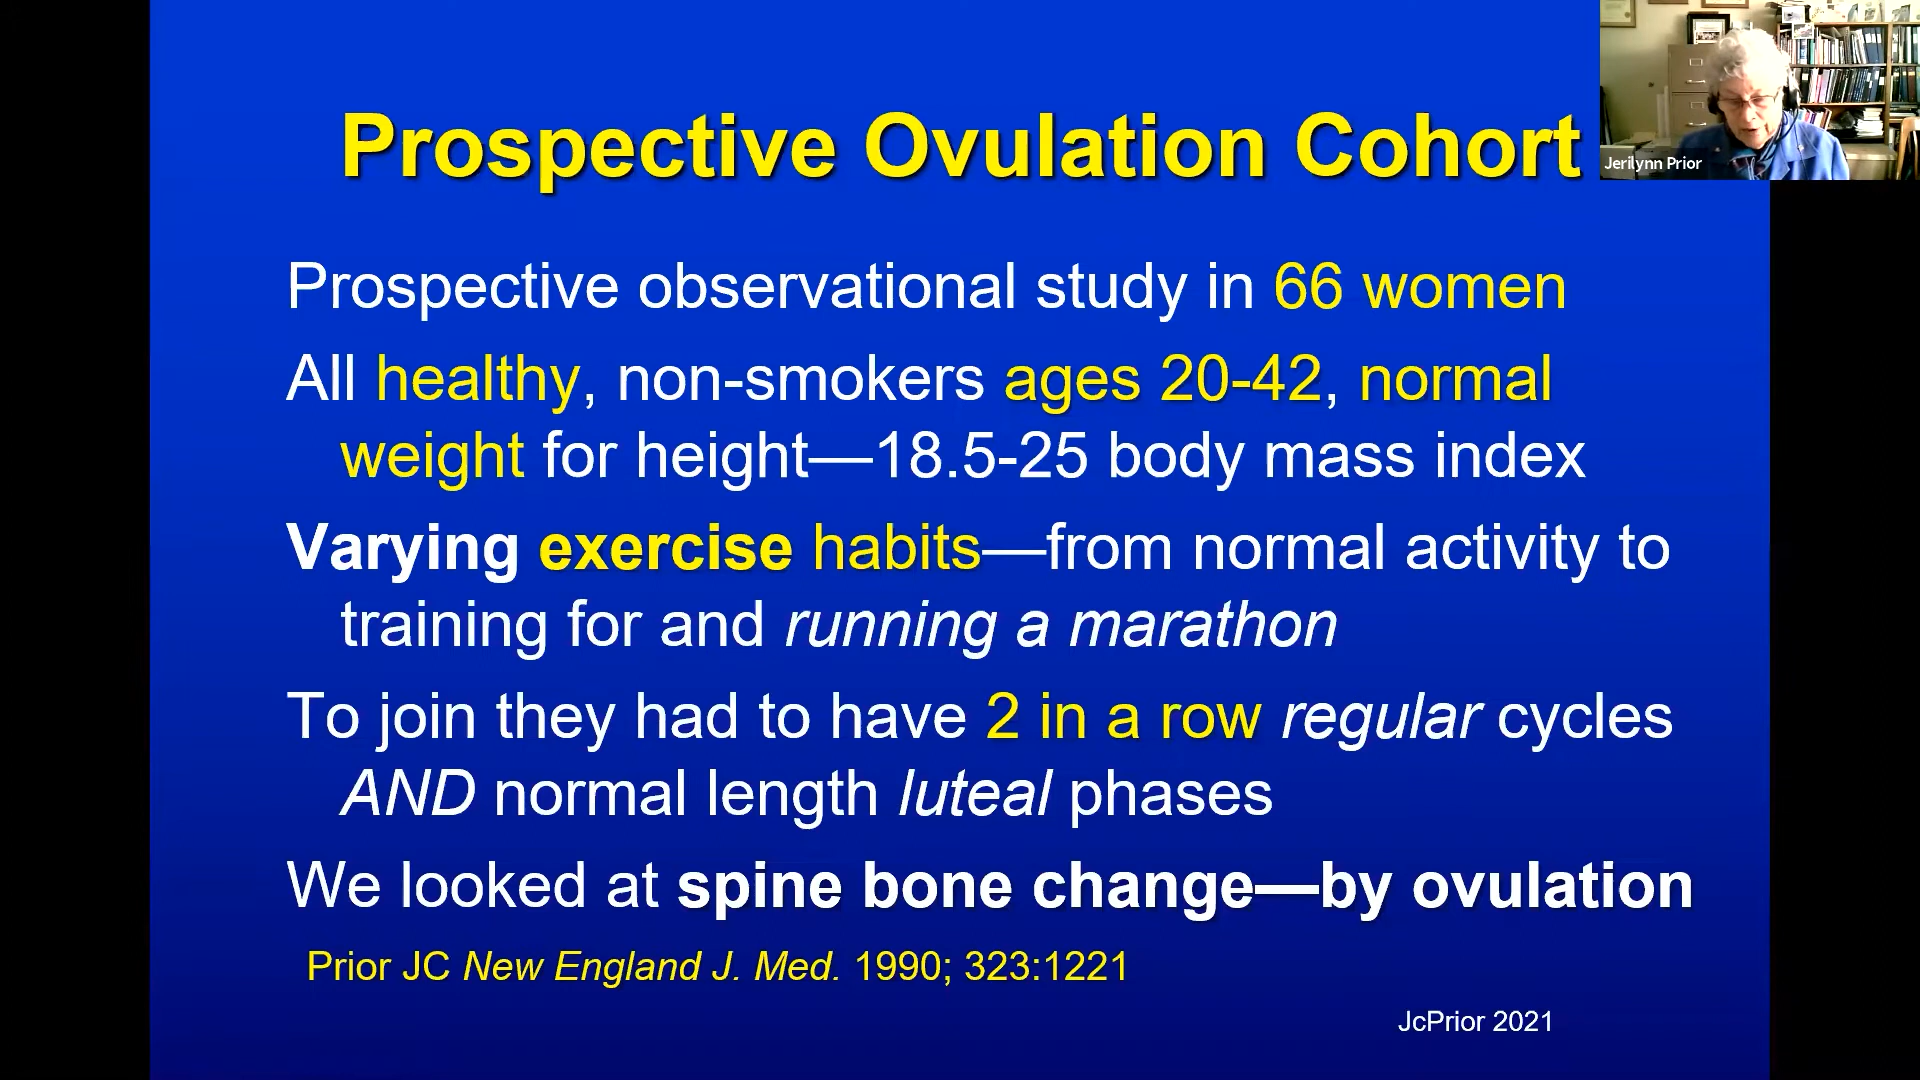 Prospective Ovulation Cohort
Jerilynn Prior
Prospective observational study in 66 women
All healthy, non-smokers ages 20-42, normal
weight for height—18.5-25 body mass index
Varying exercise habits—from normal activity to
training for and running a marathon
To join they had to have 2 in a row regular cycles
AND normal length luteal phases
We looked at spine bone change—by ovulation
Prior JC New England J. Med. 1990; 323:1221
JcPrior 2021